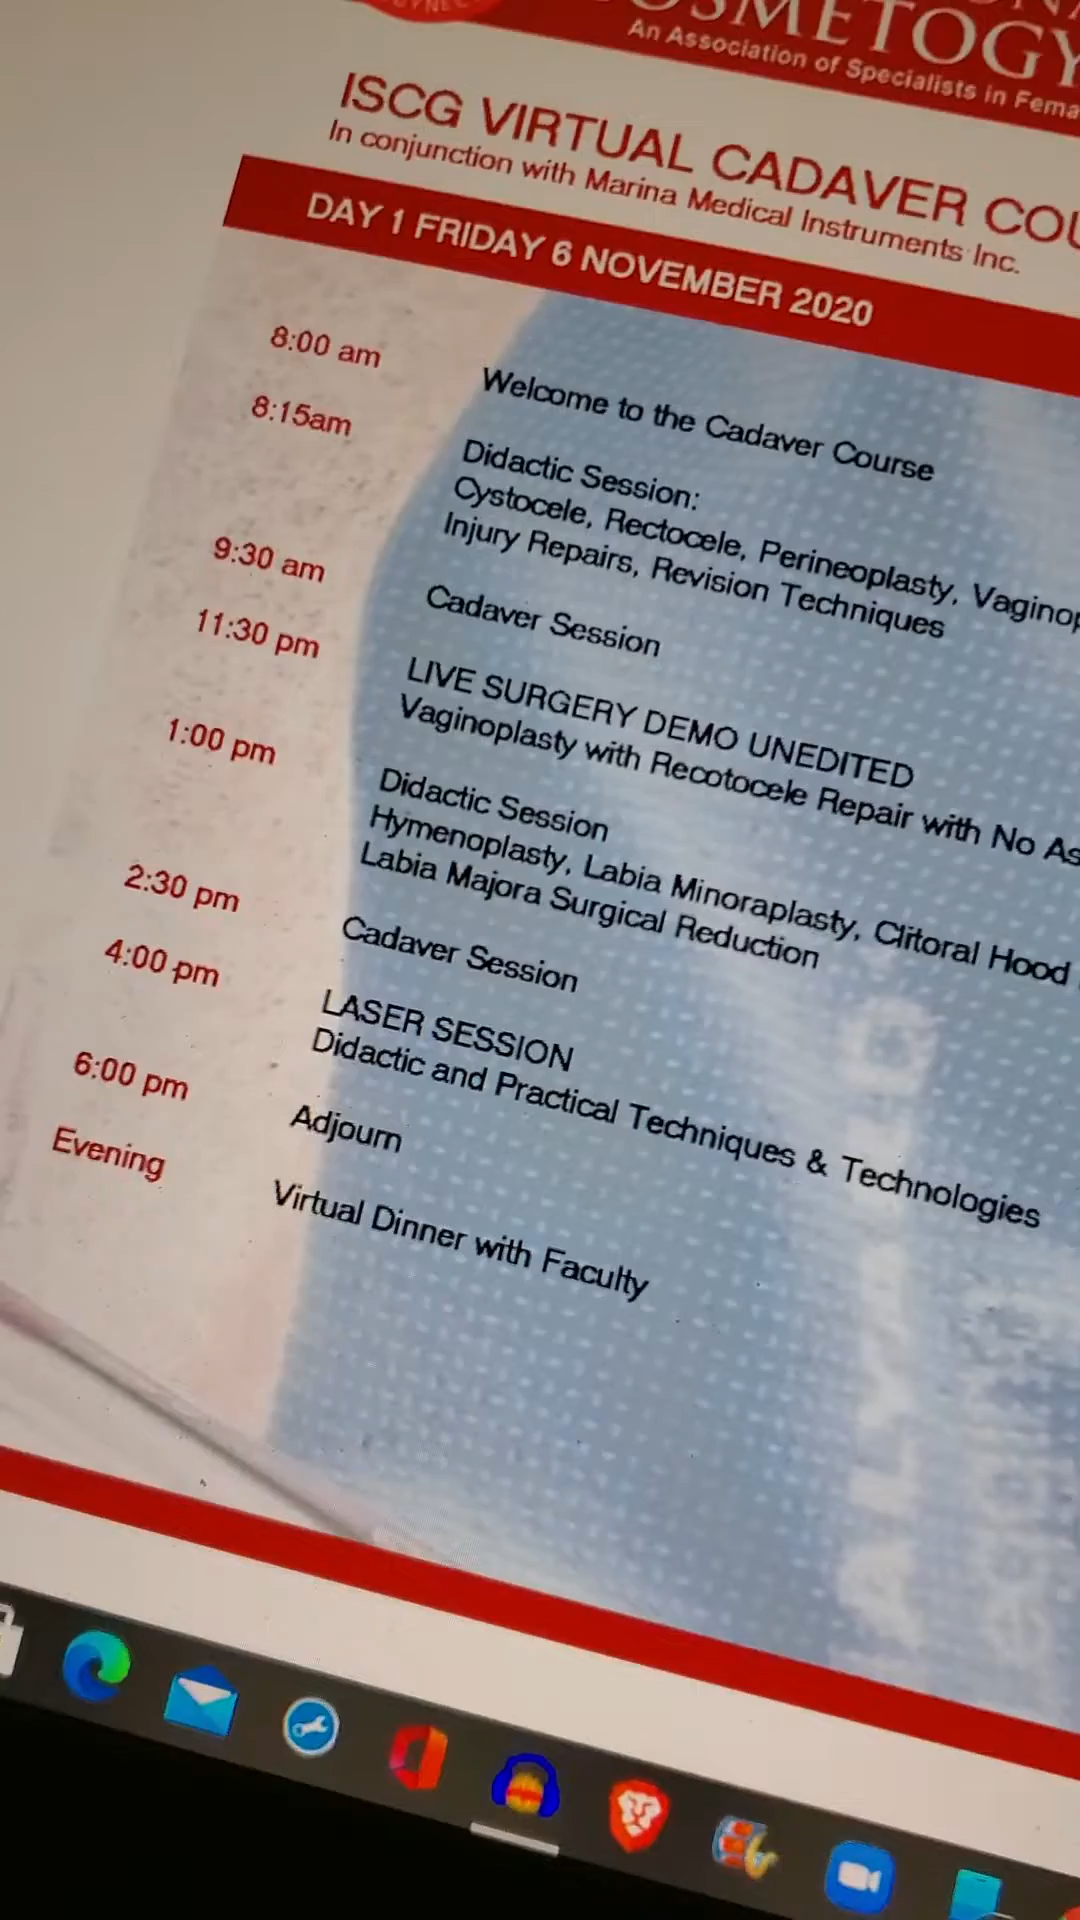 An Association of Specialists in
ISCG VIRTUAL CADAVER
In conjunction with Marina Medical Instruments Inc.
DAY 1 FRIDAY 6 NOVEMBER 2020
8:00 am Welcome to the Cadaver Course
8:15am Didactic Session:
Cystocele, Rectocele, Perineoplasty,
Injury Repairs, Revision Techniques
9:30 am Cadaver Session
11:30 pm LIVE SURGERY DEMO UNEDITED
Vaginoplasty with Recotocele Repair with No
1:00 pm Didactic Session
Hymenoplasty, Labia Minoraplasty, Clitoral Hood
Labia Majora Surgical Reduction
2:30 pm Cadaver Session
4:00 pm LASER SESSION
Didactic and Practical Techniques & Technologies
6:00 pm Adjourn
Evening Virtual Dinner with Faculty